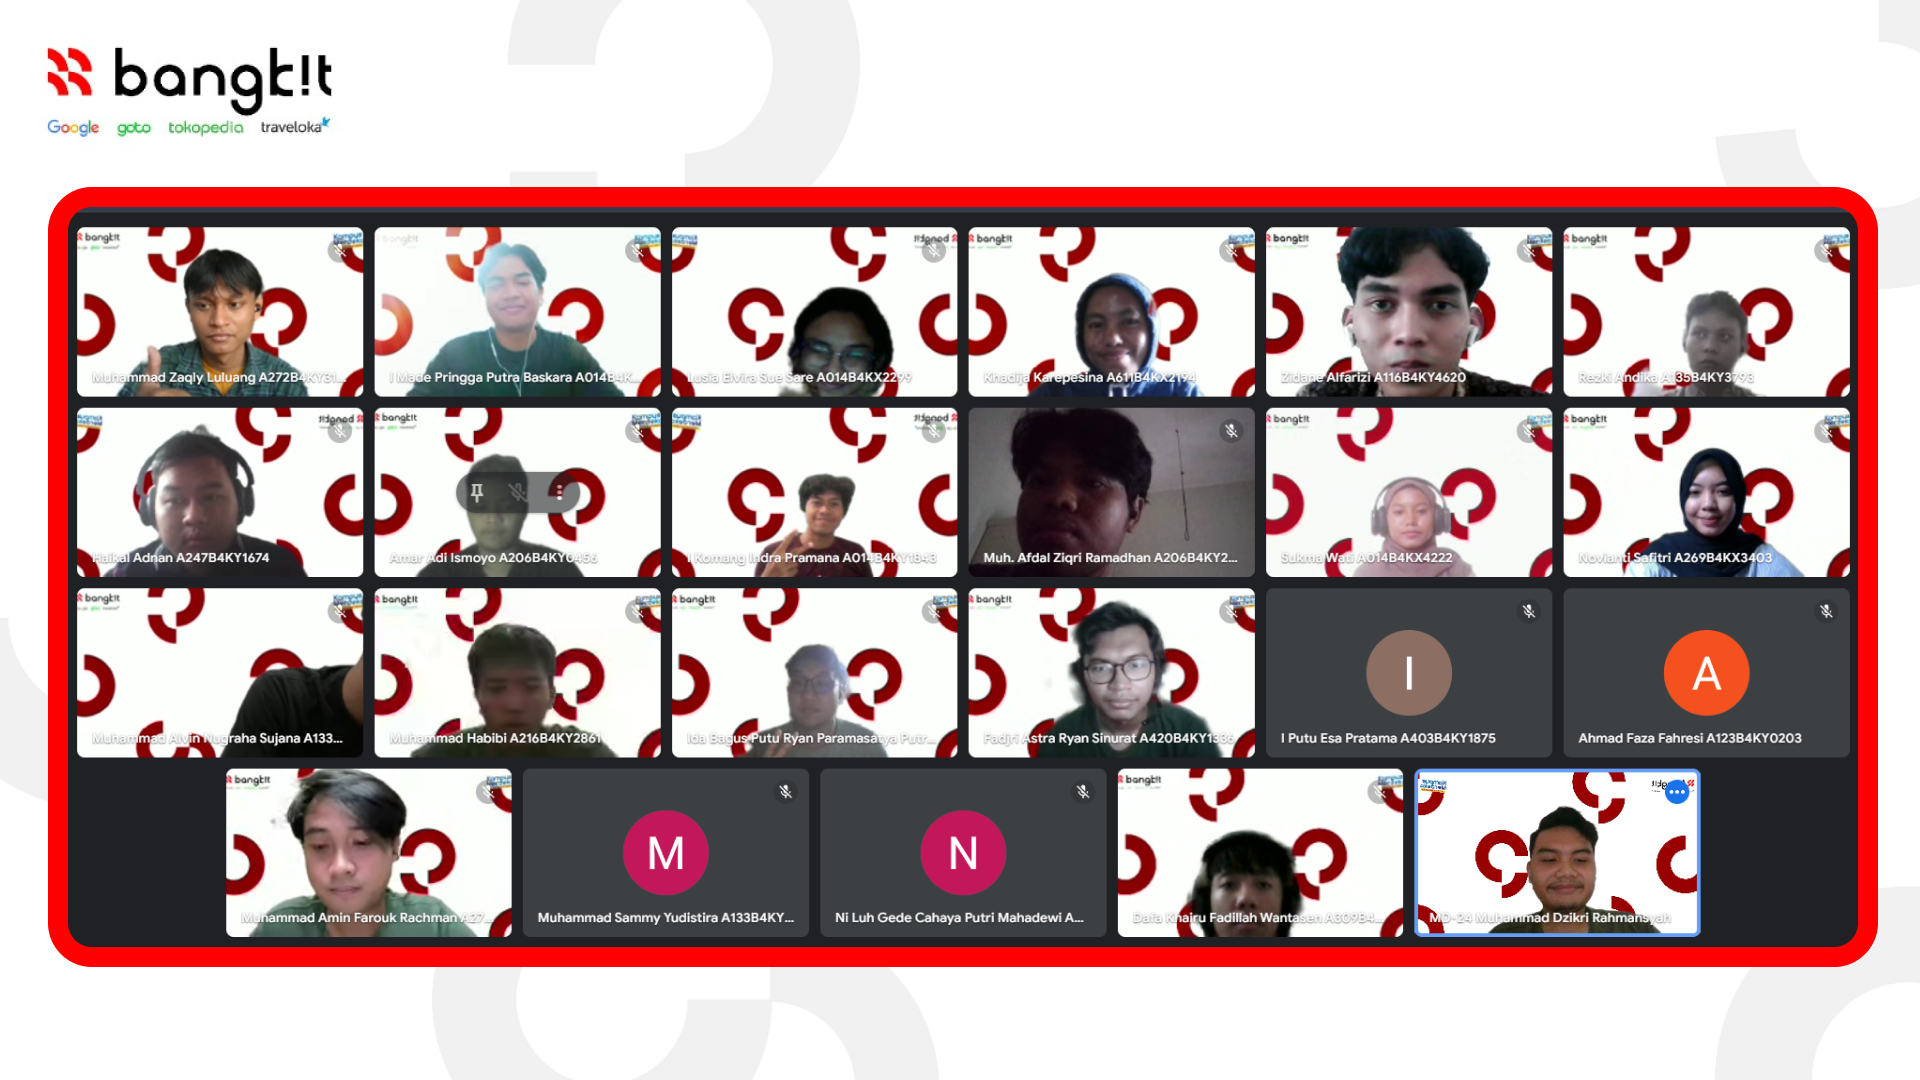 bangk!t
Google goto tokopedia traveloka
Muhammad Zaqly Luluang A272B4KY31...
I Made Pringga Putra Baskara A014B4K...
Lusia Elvira Sue Sare A014B4KX2299
Khadija Karepesina A611B4KX2194
Zidane Alfarizi A116B4KY4620
Rezki Andika A135B4KY3793
Haikal Adnan A247B4KY1674
Amar Adi Ismoyo A206B4KY0456
I Komang Indra Pramana A014B4KY1843
Muh. Afdal Ziqri Ramadhan A206B4KY2...
Sukma Wati A014B4KX4222
Novianti Safitri A269B4KX3403
Muhammad Alvin Nugraha Sujana A133...
Muhammad Habibi A216B4KY2861
Ida Bagus Putu Ryan Paramasatya Putr...
Fadjri Astra Ryan Sinurat A420B4KY1336
I
I Putu Esa Pratama A403B4KY1875
A
Ahmad Faza Fahresi A123B4KY0203
Muhammad Amin Farouk Rachman A27...
M
Muhammad Sammy Yudistira A133B4KY...
N
Ni Luh Gede Cahaya Putri Mahadewi A...
Dafa Khairu Fadillah Wantasen A309B4...
MD-24 Muhammad Dzikri Rahmansyah